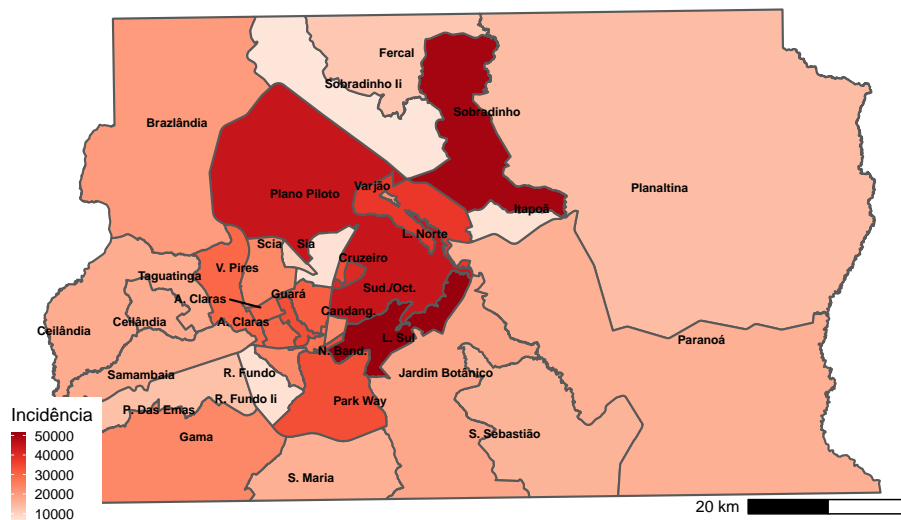 Fercal
Sobradinho Ii
Sobradinho
Brazlândia
Plano Piloto
Varjão
Planaltina
Itapoã
L. Norte
Scia
Sia
Cruzeiro
V. Pires
Taguatinga
Sud./Oct.
Guará
A. Claras
Candang.
Ceilândia
Ceilândia
A. Claras
L. Sul
Paranoá
N. Band.
Samambaia
R. Fundo
Jardim Botânico
R. Fundo Ii
Park Way
P. Das Emas
Gama
S. Sebastião
S. Maria
Incidência
50000
40000
30000
20000
10000
20 km